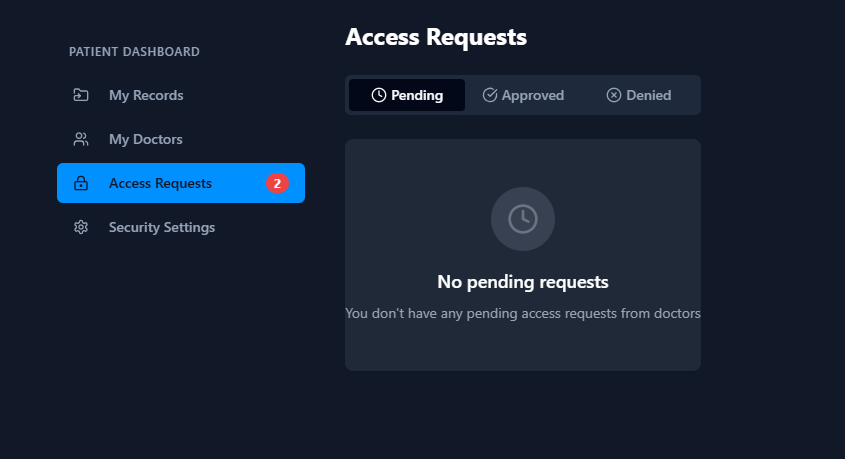 PATIENT DASHBOARD
My Records
My Doctors
Access Requests 2
Security Settings
Access Requests
Pending Approved Denied
No pending requests
You don't have any pending access requests from doctors